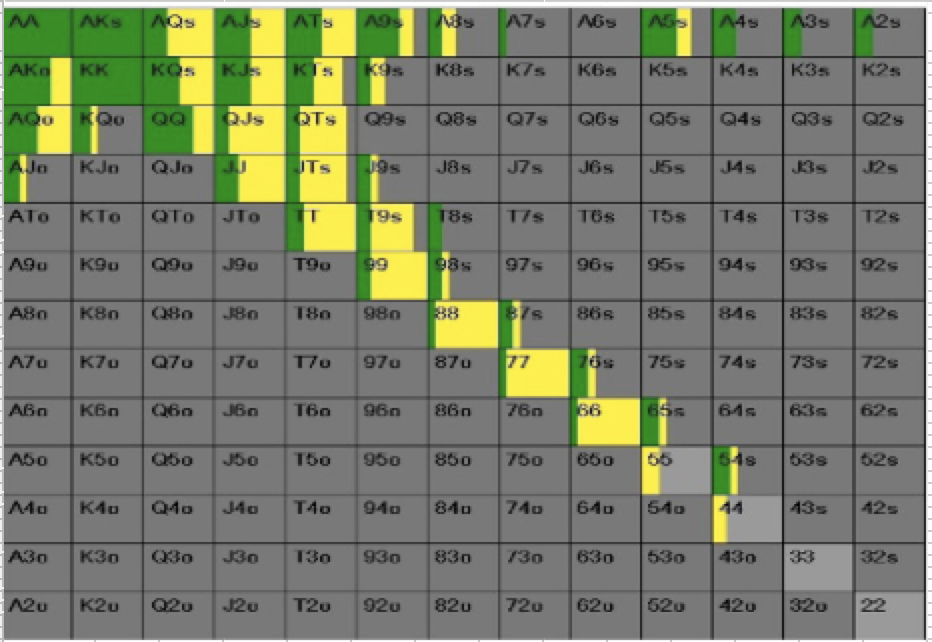 AA AKs AQs AJs ATs A9s A8s A7s A6s A5s A4s A3s A2s
AKo KK KQs KJs KTs K9s K8s K7s K6s K5s K4s K3s K2s
AQo KQo QQ QJs QTs Q9s Q8s Q7s Q6s Q5s Q4s Q3s Q2s
AJo KJo QJo JJ JTs J9s J8s J7s J6s J5s J4s J3s J2s
ATo KTo QTo JTo TT T9s T8s T7s T6s T5s T4s T3s T2s
A9o K9o Q9o J9o T9o 99 98s 97s 96s 95s 94s 93s 92s
A8o K8o Q8o J8o T8o 98o 88 87s 86s 85s 84s 83s 82s
A7o K7o Q7o J7o T7o 97o 87o 77 76s 75s 74s 73s 72s
A6o K6o Q6o J6o T6o 96o 86o 76o 66 65s 64s 63s 62s
A5o K5o Q5o J5o T5o 95o 85o 75o 65o 55 54s 53s 52s
A4o K4o Q4o J4o T4o 94o 84o 74o 64o 54o 44 43s 42s
A3o K3o Q3o J3o T3o 93o 83o 73o 63o 53o 43o 33 32s
A2o K2o Q2o J2o T2o 92o 82o 72o 62o 52o 42o 32o 22